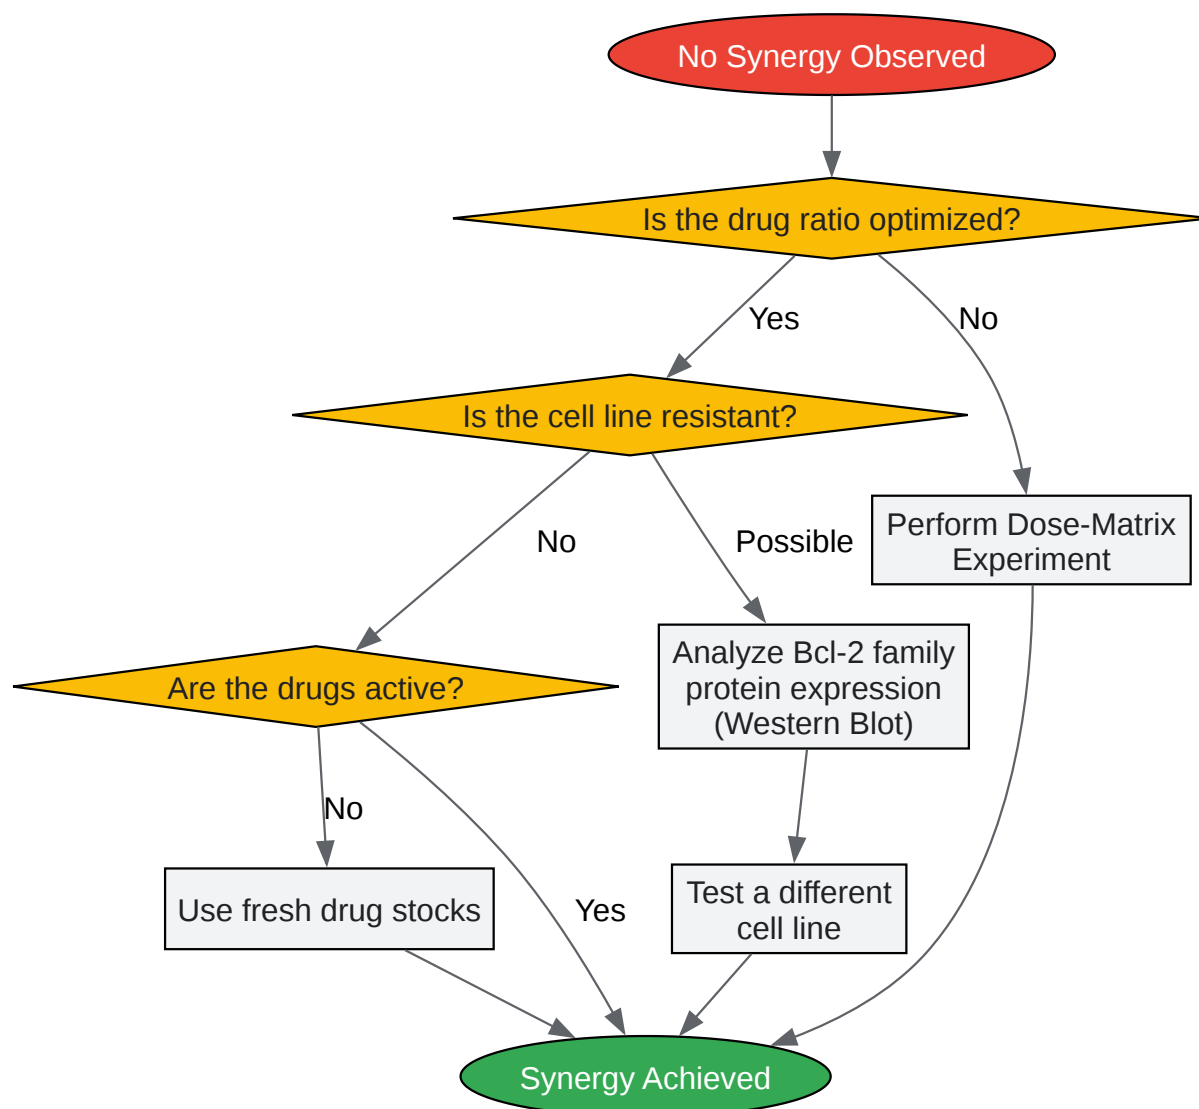 No Synergy Observed
Is the drug ratio optimized?
Yes
No
Is the cell line resistant?
No
Possible
Perform Dose-Matrix
Experiment
Analyze Bcl-2 family
protein expression
(Western Blot)
Are the drugs active?
No
Yes
Use fresh drug stocks
Test a different
cell line
Synergy Achieved